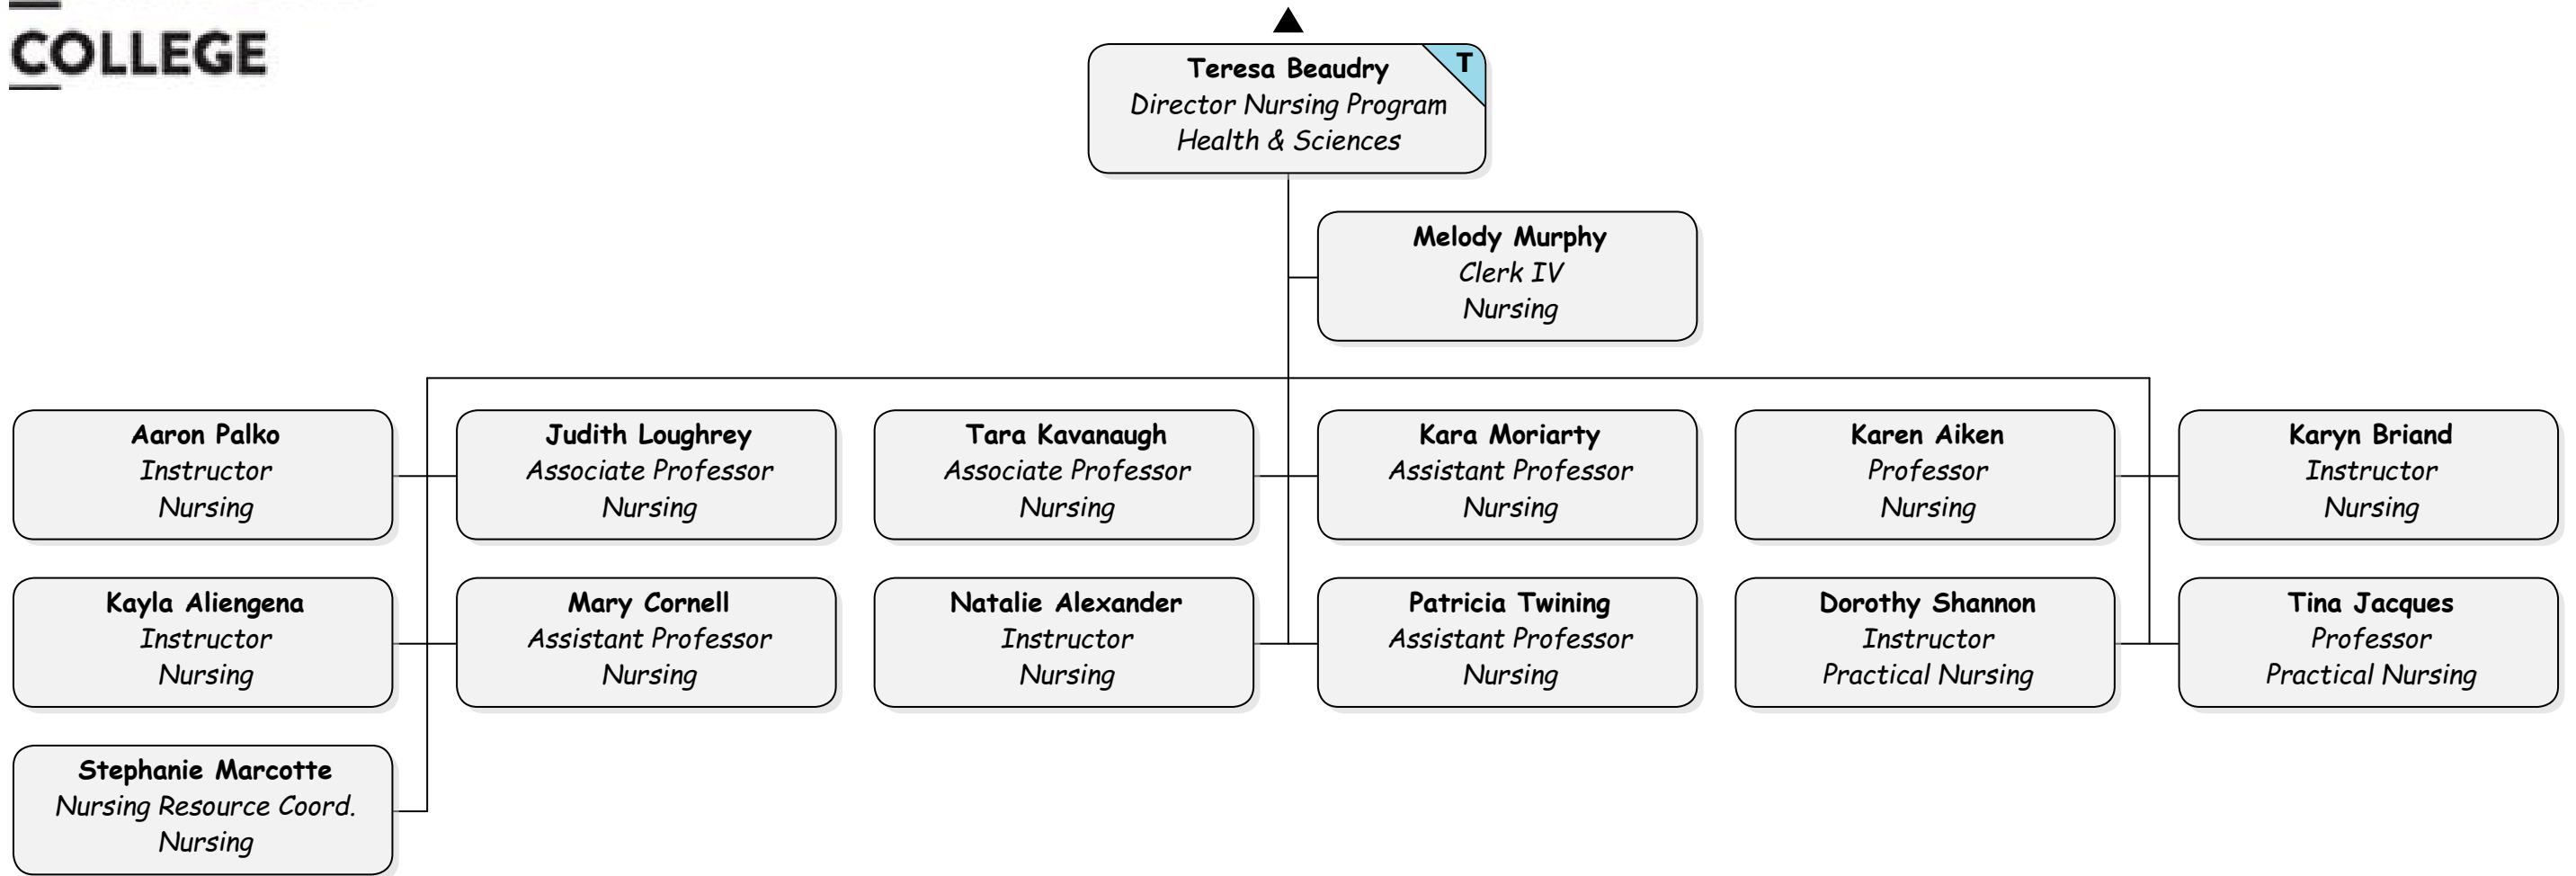 COLLEGE
T
Teresa Beaudry
Director Nursing Program
Health & Sciences
Melody Murphy
Clerk IV
Nursing
Aaron Palko
Instructor
Nursing
Judith Loughrey
Associate Professor
Nursing
Tara Kavanaugh
Associate Professor
Nursing
Kara Moriarty
Assistant Professor
Nursing
Karen Aiken
Professor
Nursing
Karyn Briand
Instructor
Nursing
Kayla Aliengena
Instructor
Nursing
Mary Cornell
Assistant Professor
Nursing
Natalie Alexander
Instructor
Nursing
Patricia Twining
Assistant Professor
Nursing
Dorothy Shannon
Instructor
Practical Nursing
Tina Jacques
Professor
Practical Nursing
Stephanie Marcotte
Nursing Resource Coord.
Nursing